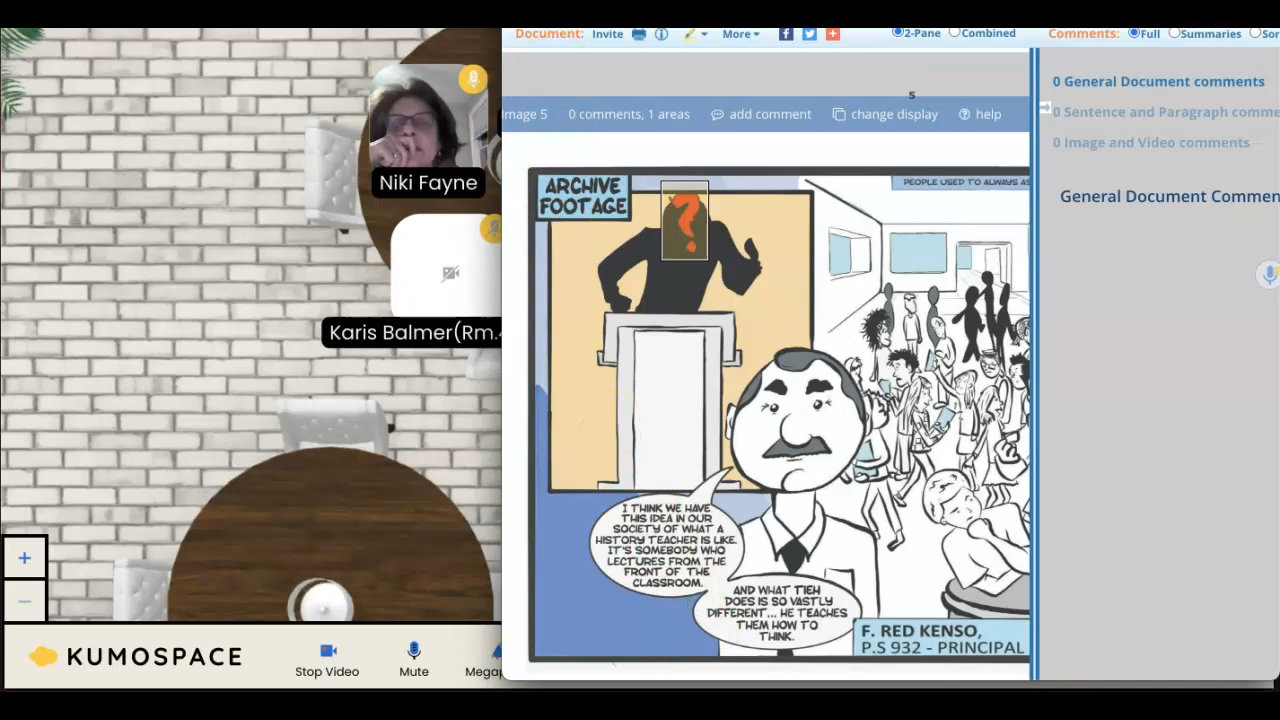 Niki Fayne
Karis Balmer(Rm.
+
−
KUMOSPACE
Stop Video
Mute
Megap
Document: Invite More
2-Pane Combined
Comments: Full Summaries Sor
5
mage 5 0 comments, 1 areas add comment change display help
0 General Document comments
0 Sentence and Paragraph comme
0 Image and Video comments
General Document Commen
ARCHIVE
FOOTAGE
?
PEOPLE USED TO ALWAYS AS
I THINK WE HAVE
THIS IDEA IN OUR
SOCIETY OF WHAT A
HISTORY TEACHER IS LIKE.
IT'S SOMEBODY WHO
LECTURES FROM THE
FRONT OF THE
CLASSROOM.
AND WHAT TIEH
DOES IS SO VASTLY
DIFFERENT... HE TEACHES
THEM HOW TO
THINK.
F. RED KENSO,
P.S 932 - PRINCIPAL